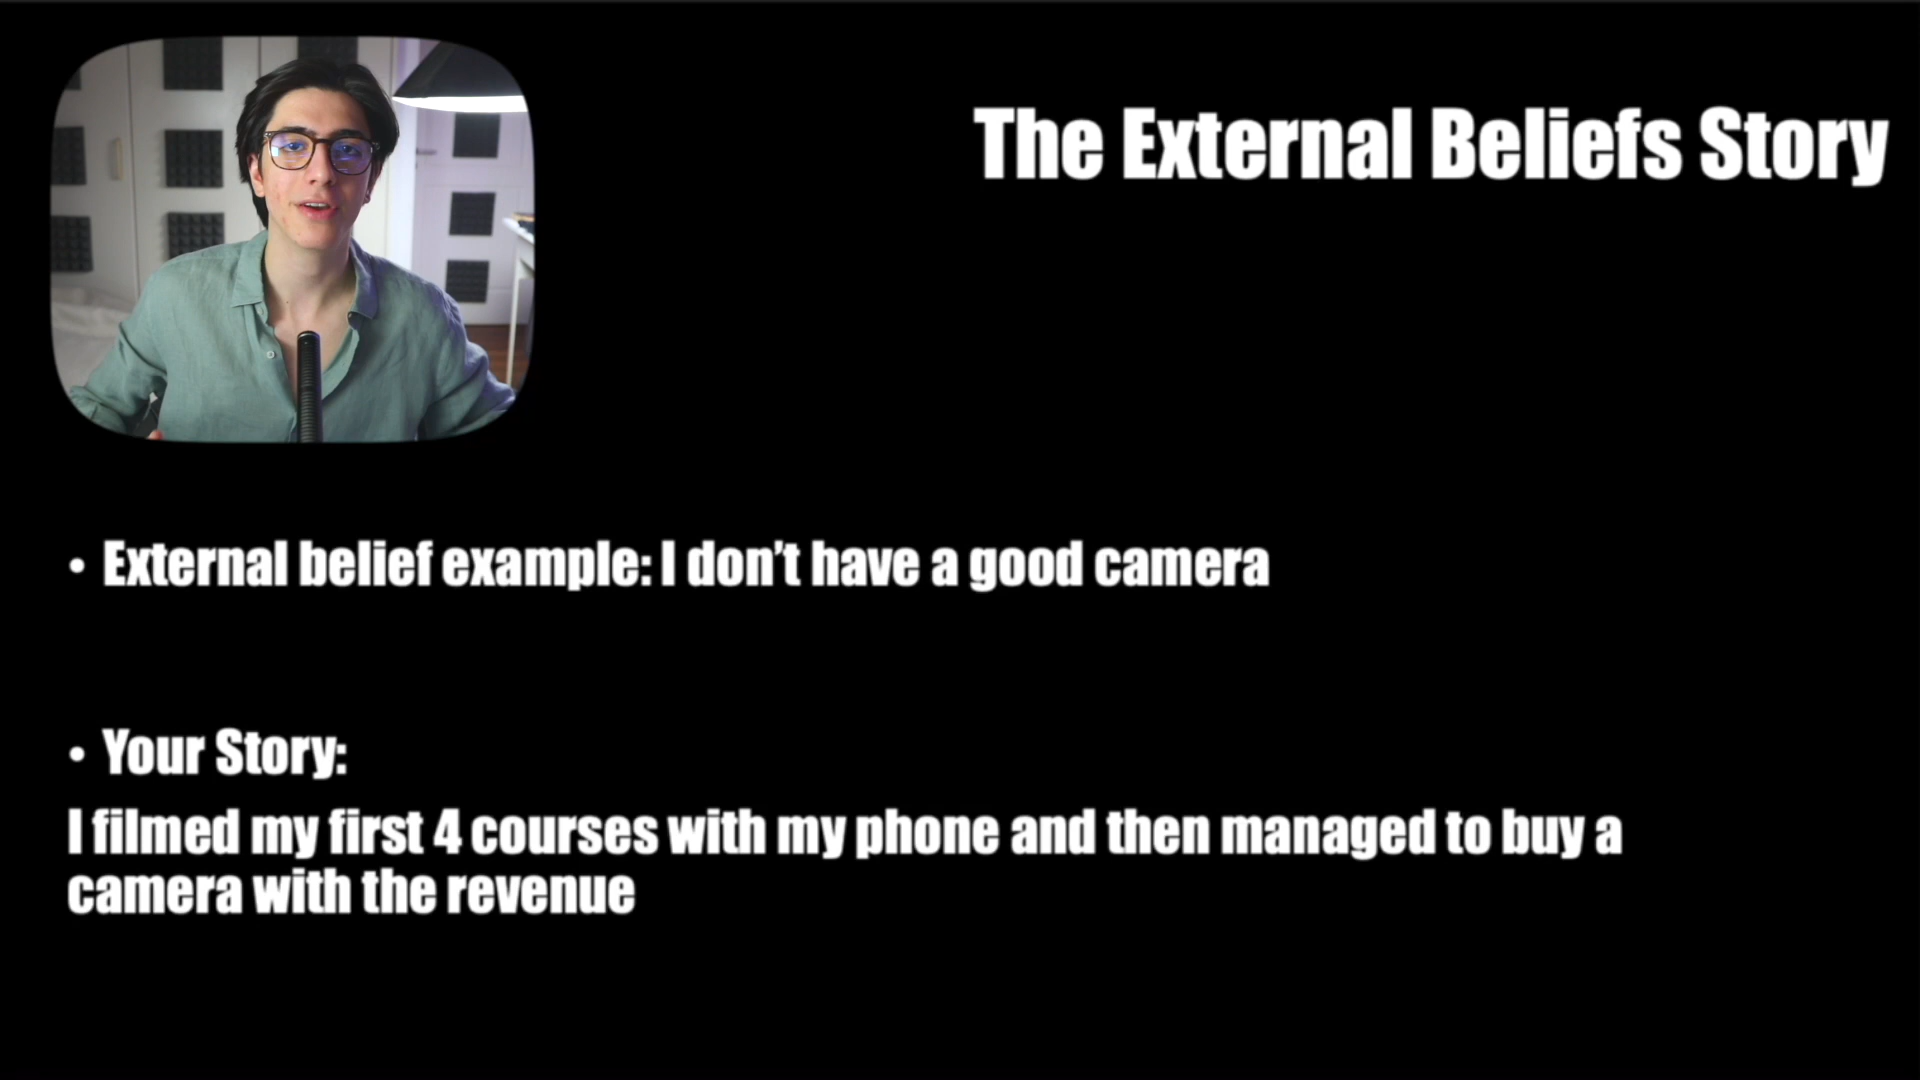 The External Beliefs Story
• External belief example: I don’t have a good camera
• Your Story:
I filmed my first 4 courses with my phone and then managed to buy a
camera with the revenue